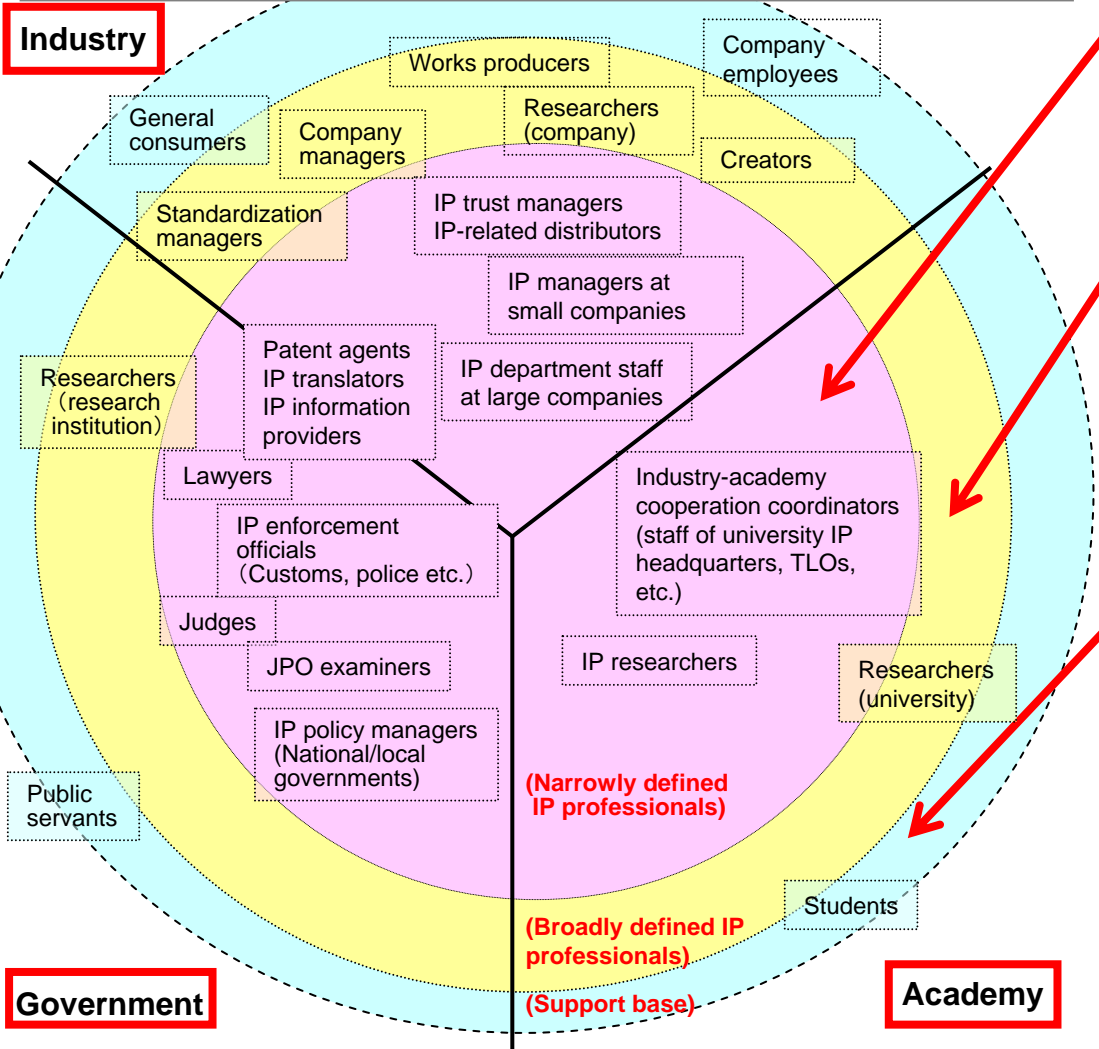 Industry
Works producers
Company
employees
General
consumers
Company
managers
Researchers
(company)
Creators
Standardization
managers
IP trust managers
IP-related distributors
IP managers at
small companies
Patent agents
IP translators
IP information
providers
IP department staff
at large companies
Researchers
（research
institution）
Lawyers
Industry-academy
cooperation coordinators
(staff of university IP
headquarters, TLOs,
etc.)
IP enforcement
officials
（Customs, police etc.）
Judges
JPO examiners
IP researchers
Researchers
(university)
IP policy managers
(National/local
governments)
Public
servants
(Narrowly defined
IP professionals)
Students
(Broadly defined IP
professionals)
(Support base)
Government
Academy